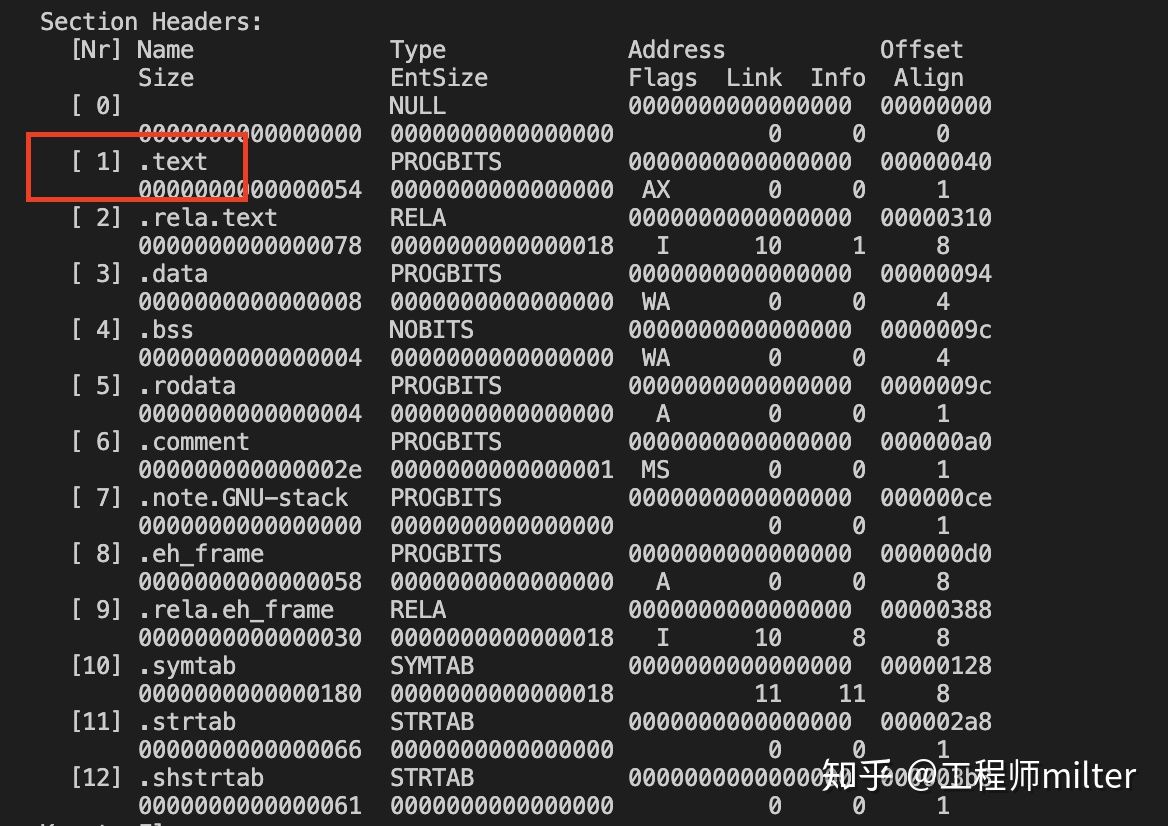 Section Headers:
[Nr] Name Type Address Offset
Size EntSize Flags Link Info Align
[ 0] NULL 0000000000000000 00000000
0000000000000000 0000000000000000 0 0 0
[ 1] .text PROGBITS 0000000000000000 00000040
0000000000000054 0000000000000000 AX 0 0 1
[ 2] .rela.text RELA 0000000000000000 00000310
0000000000000078 0000000000000018 I 10 1 8
[ 3] .data PROGBITS 0000000000000000 00000094
0000000000000008 0000000000000000 WA 0 0 4
[ 4] .bss NOBITS 0000000000000000 0000009c
0000000000000004 0000000000000000 WA 0 0 4
[ 5] .rodata PROGBITS 0000000000000000 0000009c
0000000000000004 0000000000000000 A 0 0 1
[ 6] .comment PROGBITS 0000000000000000 000000a0
000000000000002e 0000000000000001 MS 0 0 1
[ 7] .note.GNU-stack PROGBITS 0000000000000000 000000ce
0000000000000000 0000000000000000 0 0 1
[ 8] .eh_frame PROGBITS 0000000000000000 000000d0
0000000000000058 0000000000000000 A 0 0 8
[ 9] .rela.eh_frame RELA 0000000000000000 00000388
0000000000000030 0000000000000018 I 10 8 8
[10] .symtab SYMTAB 0000000000000000 00000128
0000000000000180 0000000000000018 11 11 8
[11] .strtab STRTAB 0000000000000000 000002a8
0000000000000066 0000000000000000 0 0 1
[12] .shstrtab STRTAB
知乎 @工程师milter
0000000000000061 0000000000000000 0 0 1